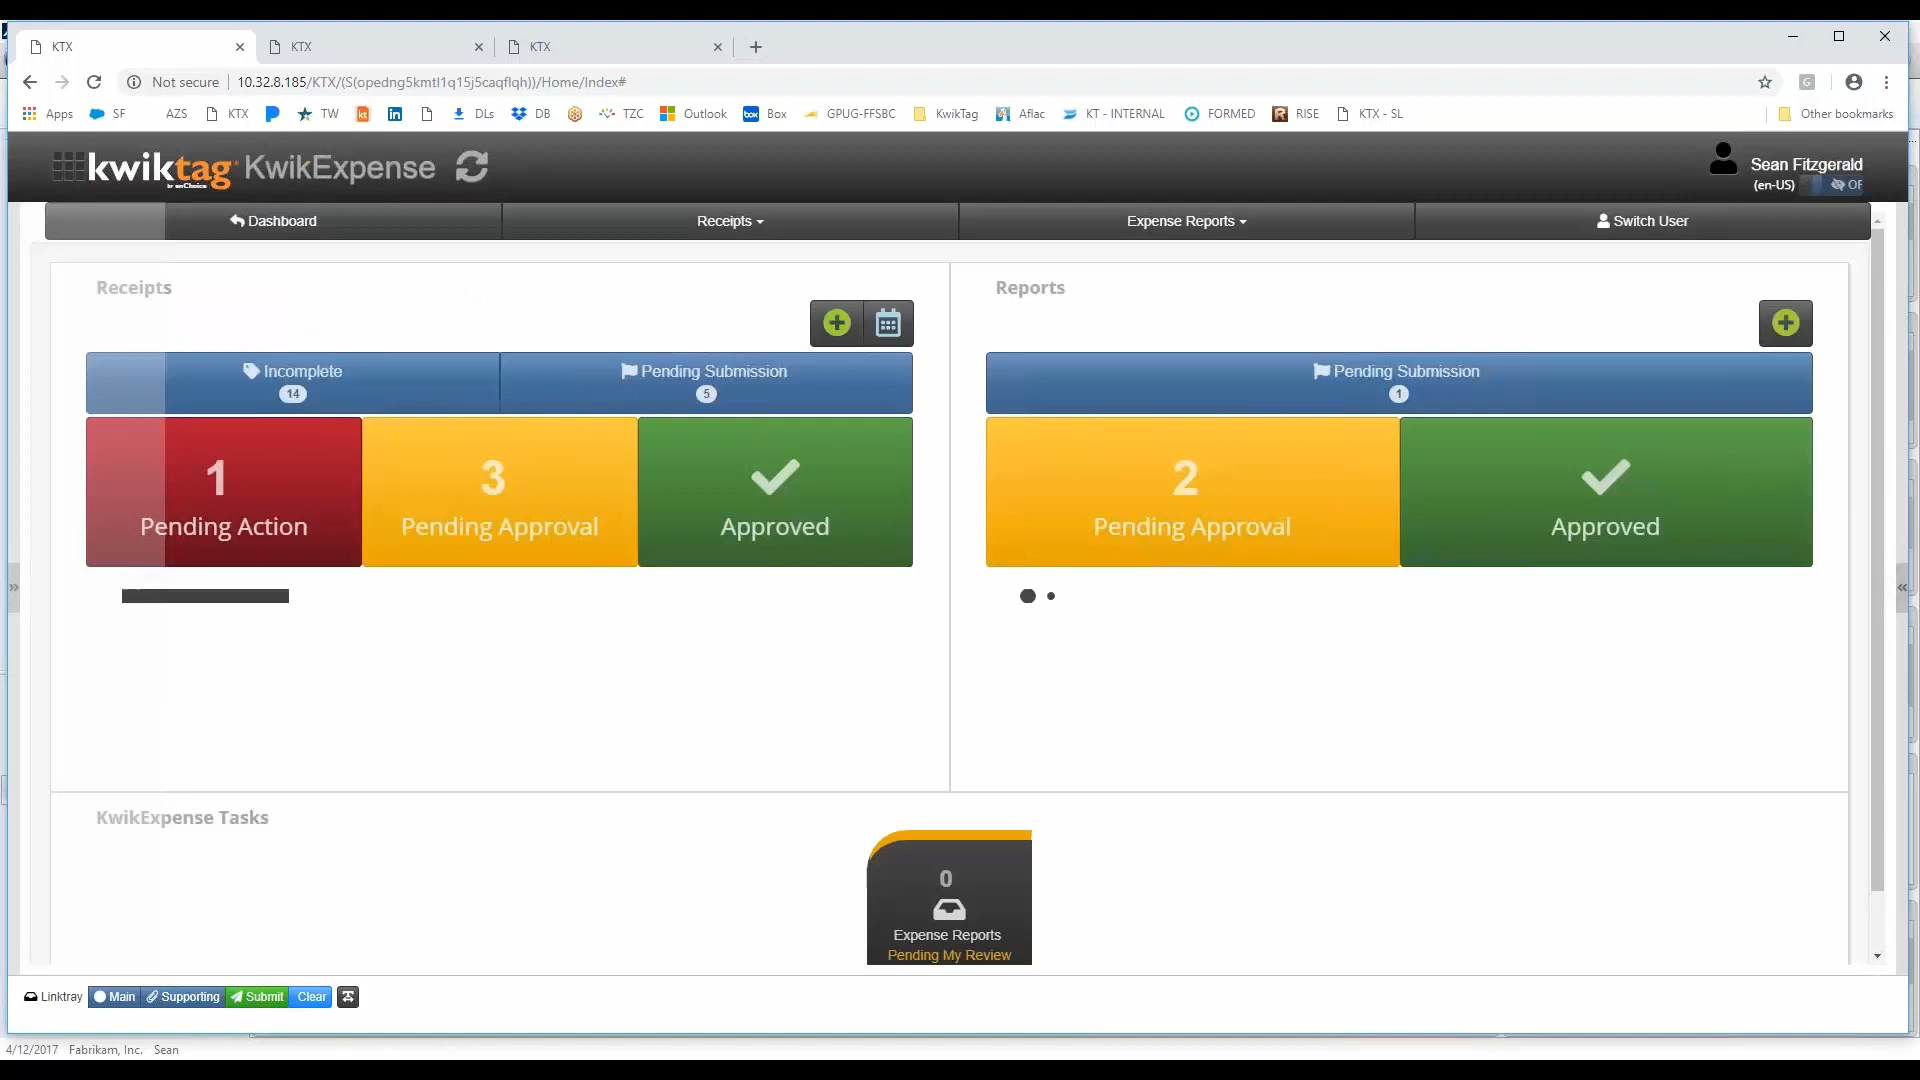 KTX
KTX
KTX
Not secure
10.32.8.185/KTX/(S(opedng5kmtl1q15j5caqflqh))/Home/Index#
Apps
SF
AZS
KTX
TW
DLs
DB
TZC
Outlook
Box
GPUG-FFSBC
KwikTag
Aflac
KT - INTERNAL
FORMED
RISE
KTX - SL
Other bookmarks
kwiktag KwikExpense
by enChoice
Sean Fitzgerald
(en-US)
OF
Dashboard
Receipts
Expense Reports
Switch User
Receipts
Reports
Incomplete
14
Pending Submission
5
Pending Submission
1
1
Pending Action
3
Pending Approval
Approved
2
Pending Approval
Approved
KwikExpense Tasks
0
Expense Reports
Pending My Review
Linktray
Main
Supporting
Submit
Clear
4/12/2017 Fabrikam, Inc. Sean